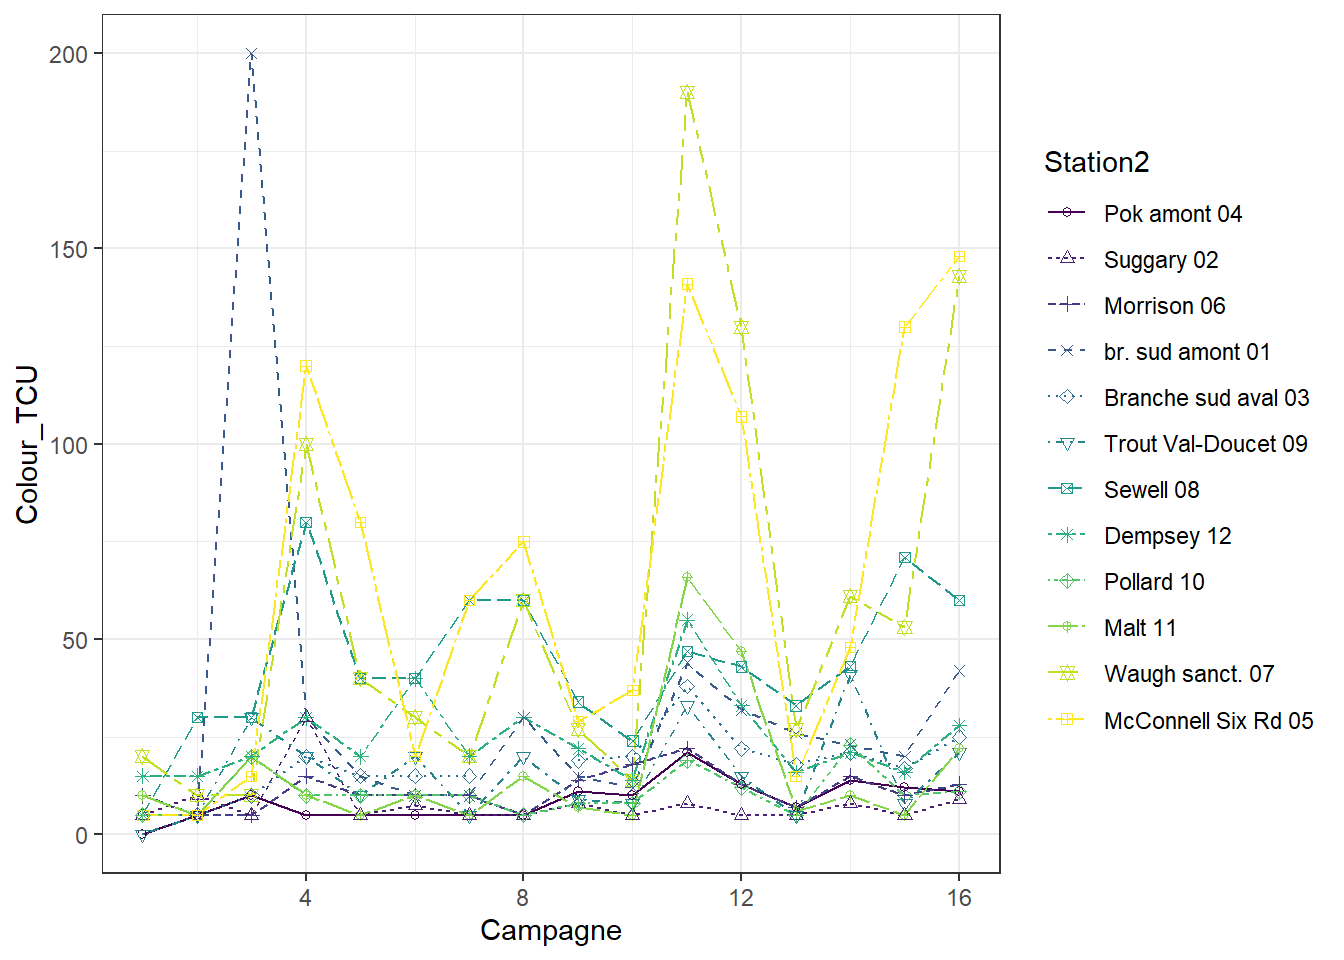 200
150
100
50
0
Colour_TCU
4 8 12 16
Campagne
Station2
Pok amont 04
Suggary 02
Morrison 06
br. sud amont 01
Branche sud aval 03
Trout Val-Doucet 09
Sewell 08
Dempsey 12
Pollard 10
Malt 11
Waugh sanct. 07
McConnell Six Rd 05